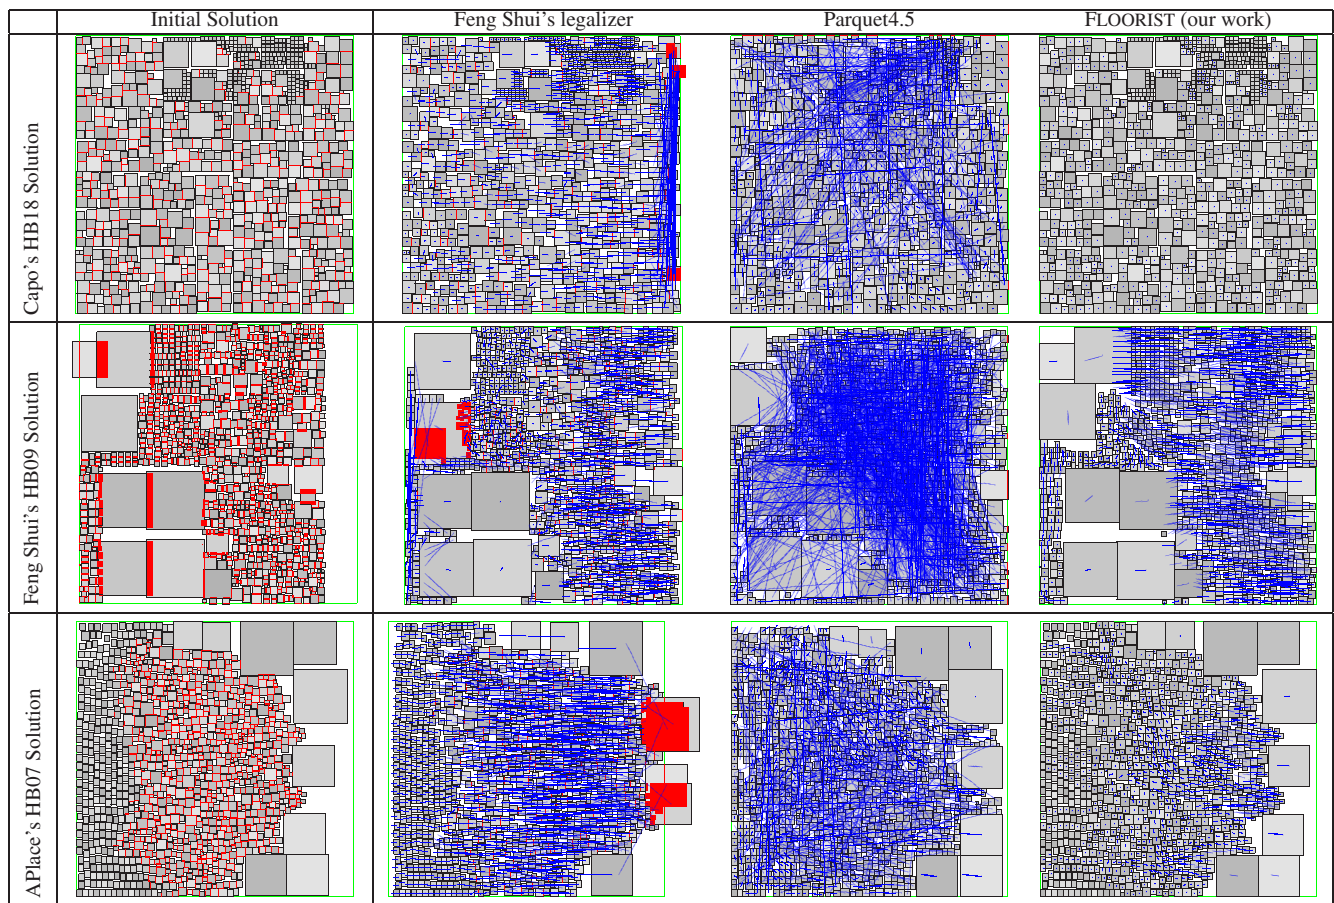 Initial Solution
Feng Shui's legalizer
Parquet4.5
FLOORIST (our work)
Capo's HB18 Solution
Feng Shui's HB09 Solution
APlace's HB07 Solution